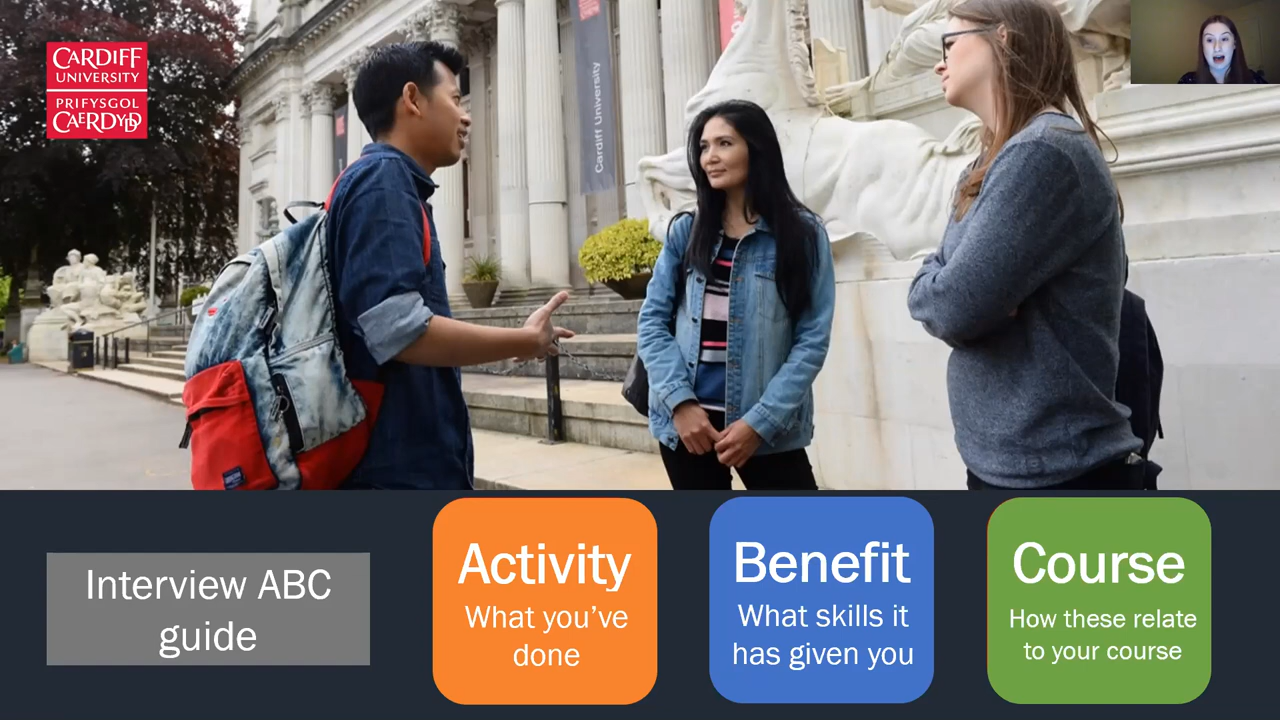 CARDIFF
UNIVERSITY
PRIFYSGOL
CAERDYDD
Cardiff University
Interview ABC
guide
Activity
What you've
done
Benefit
What skills it
has given you
Course
How these relate
to your course